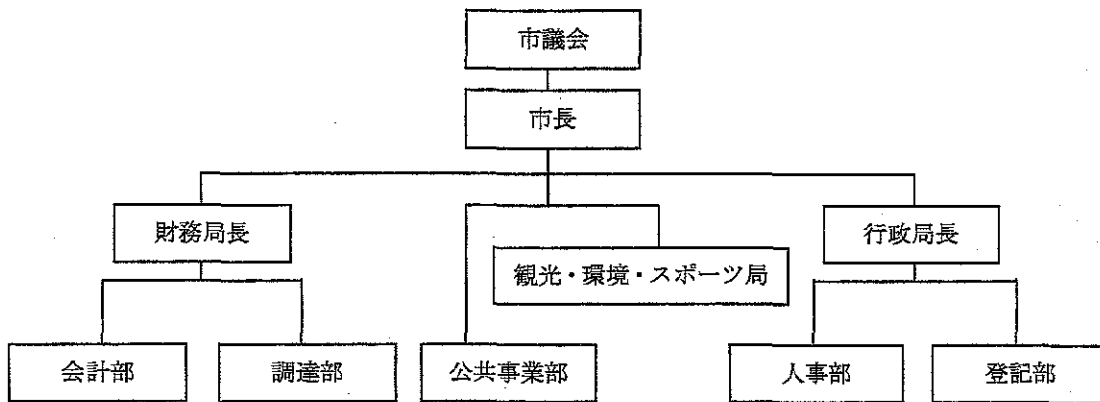 市議会
市長
財務局長
行政局長
観光・環境・スポーツ局
会計部
調達部
公共事業部
人事部
登記部